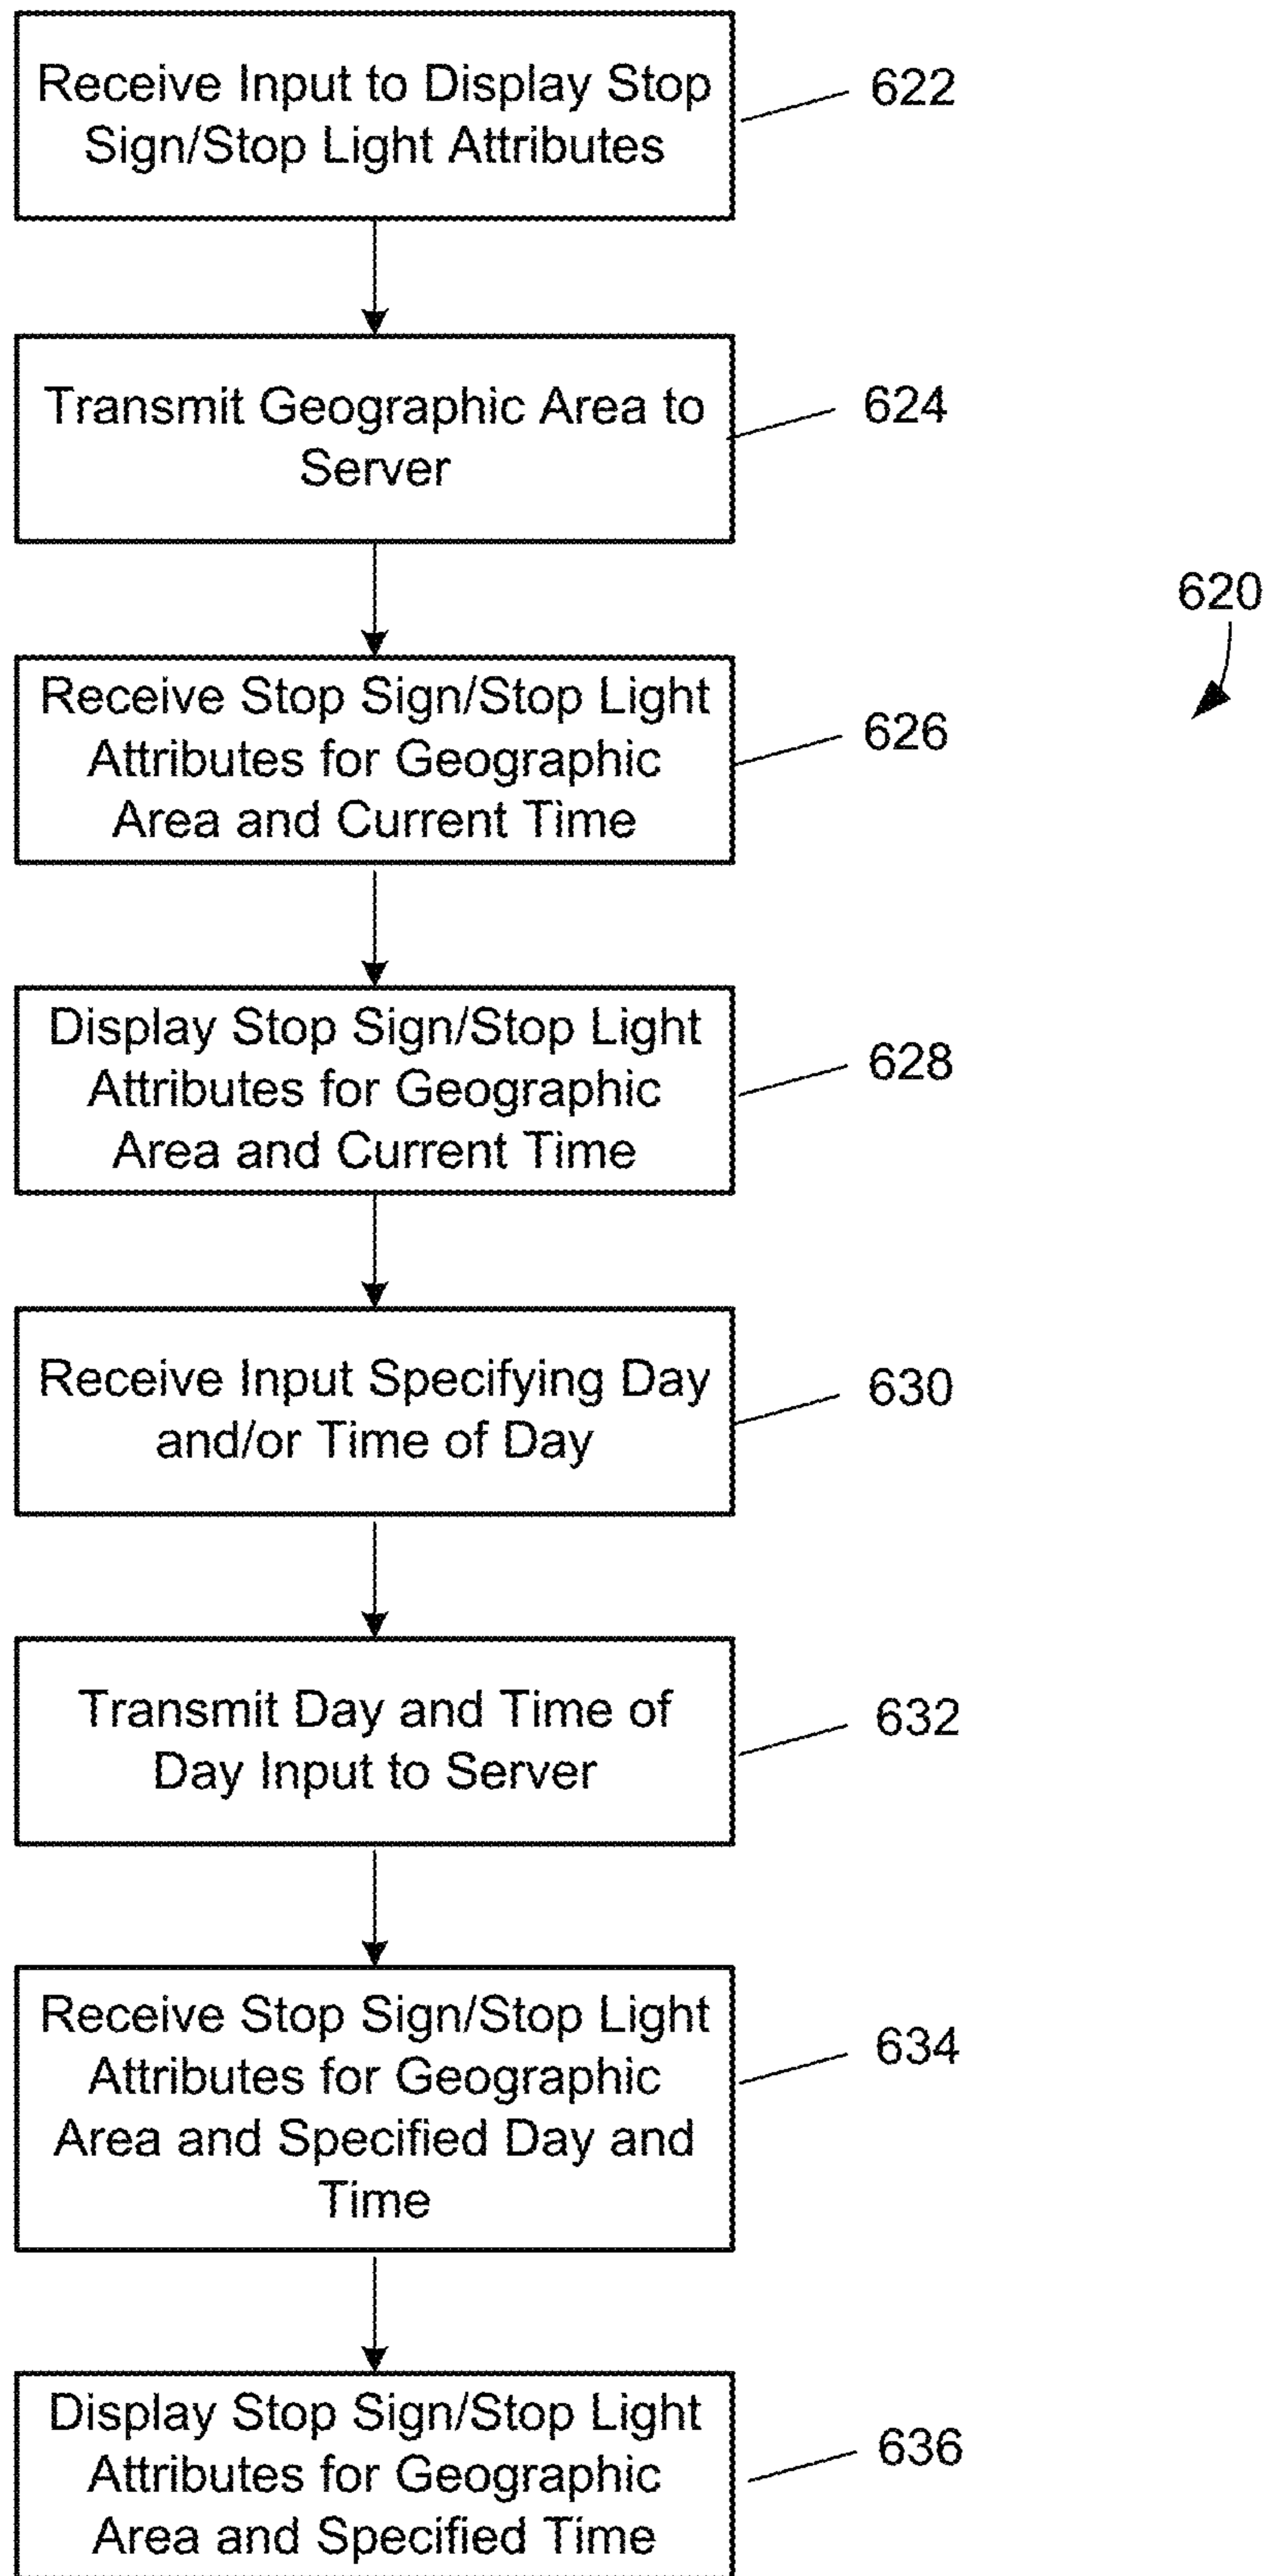 Receive Input to Display Stop
Sign/Stop Light Attributes
622
Transmit Geographic Area to
Server
624
620
Receive Stop Sign/Stop Light
Attributes for Geographic
Area and Current Time
626
Display Stop Sign/Stop Light
Attributes for Geographic
Area and Current Time
628
Receive Input Specifying Day
and/or Time of Day
630
Transmit Day and Time of
Day Input to Server
632
Receive Stop Sign/Stop Light
Attributes for Geographic
Area and Specified Day and
Time
634
Display Stop Sign/Stop Light
Attributes for Geographic
Area and Specified Time
636